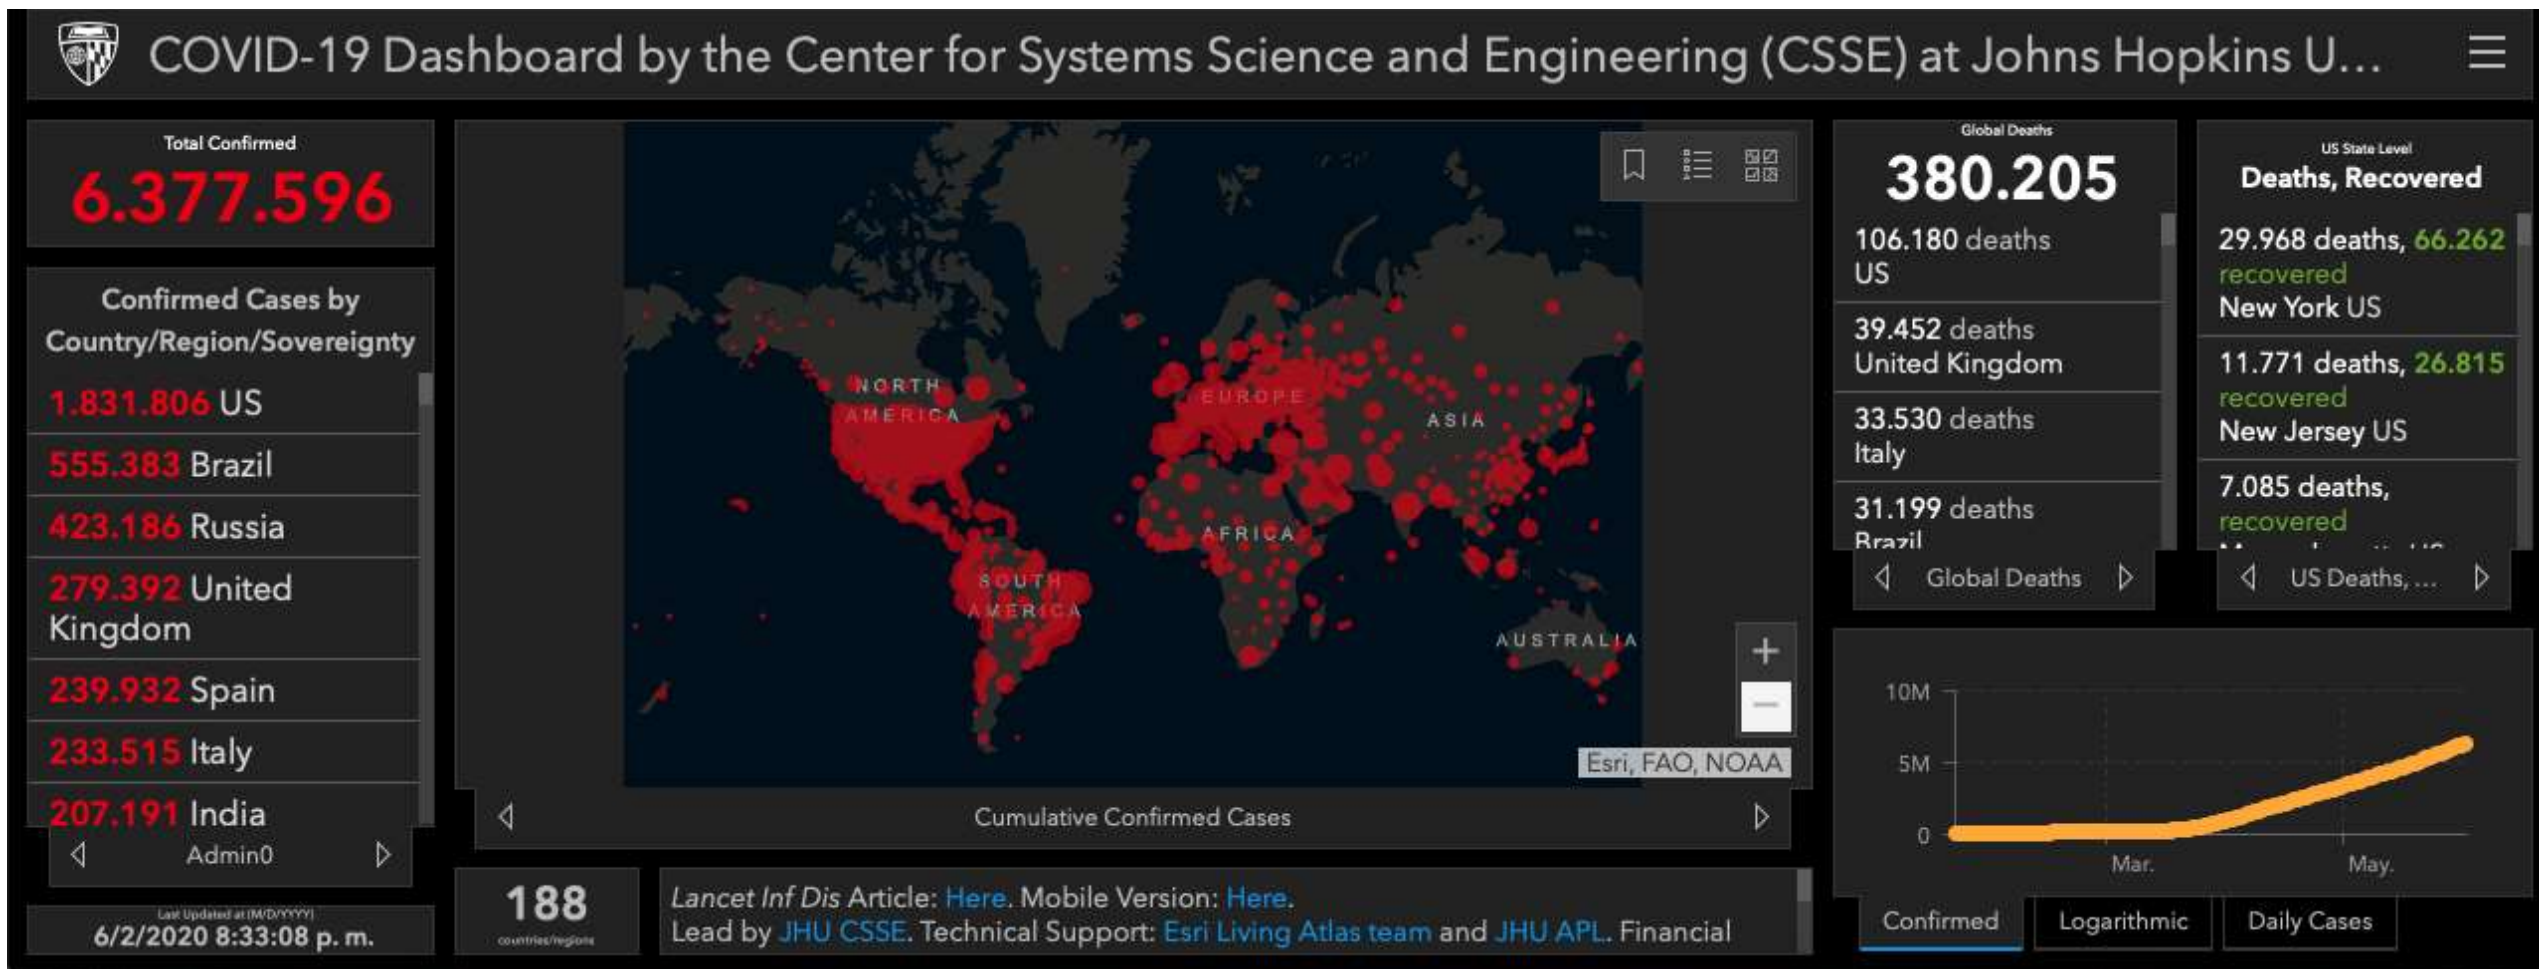 COVID-19 Dashboard by the Center for Systems Science and Engineering (CSSE) at Johns Hopkins U...
Total Confirmed
6.377.596
Confirmed Cases by
Country/Region/Sovereignty
1.831.806 US
555.383 Brazil
423.186 Russia
279.392 United
Kingdom
239.932 Spain
233.515 Italy
207.191 India
Admin0
Last Updated at (M/D/YYYY)
6/2/2020 8:33:08 p. m.
NORTH
AMERICA
EUROPE
ASIA
AFRICA
SOUTH
AMERICA
AUSTRALIA
+
−
Esri, FAO, NOAA
Cumulative Confirmed Cases
188
countries/regions
Lancet Inf Dis Article: Here. Mobile Version: Here.
Lead by JHU CSSE. Technical Support: Esri Living Atlas team and JHU APL. Financial
Global Deaths
380.205
106.180 deaths
US
39.452 deaths
United Kingdom
33.530 deaths
Italy
31.199 deaths
Brazil
Global Deaths
US State Level
Deaths, Recovered
29.968 deaths, 66.262
recovered
New York US
11.771 deaths, 26.815
recovered
New Jersey US
7.085 deaths,
recovered
US Deaths, ...
10M
5M
0
Mar.
May.
Confirmed
Logarithmic
Daily Cases